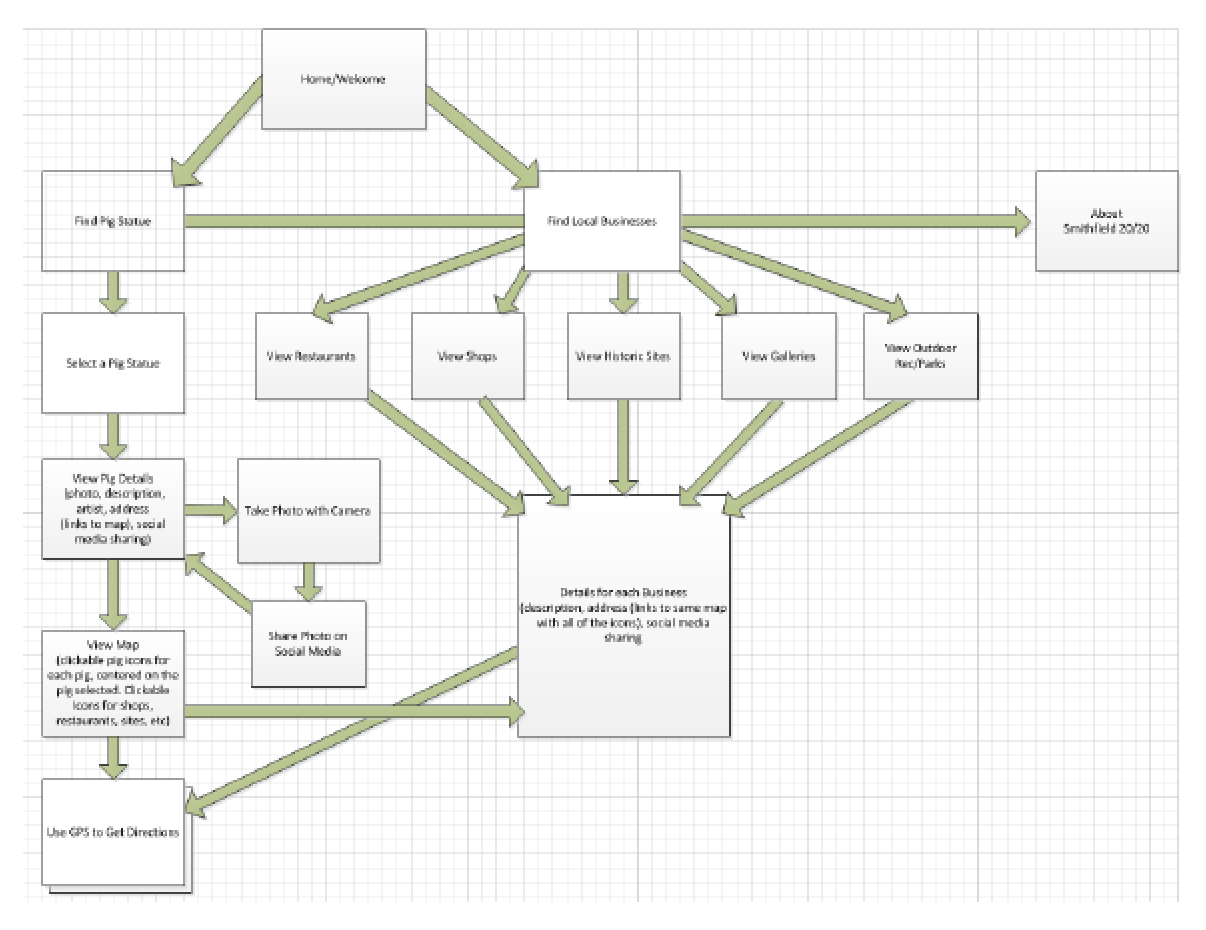 Home/Welcome
Find Pig Statue
Find Local Businesses
About
Smithfield 20/20
Select a Pig Statue
View Restaurants
View Shops
View Historic Sites
View Galleries
View Outdoor
Rec/Parks
View Pig Details
(photo, description,
artist, address
(links to map), social
media sharing)
Take Photo with Camera
Details for each Business
(description, address (links to same map
with all of the icons), social media
sharing
Share Photo on
Social Media
View Map
(clickable pig icons for
each pig, centered on the
pig selected. Clickable
icons for shops,
restaurants, sites, etc)
Use GPS to Get Directions